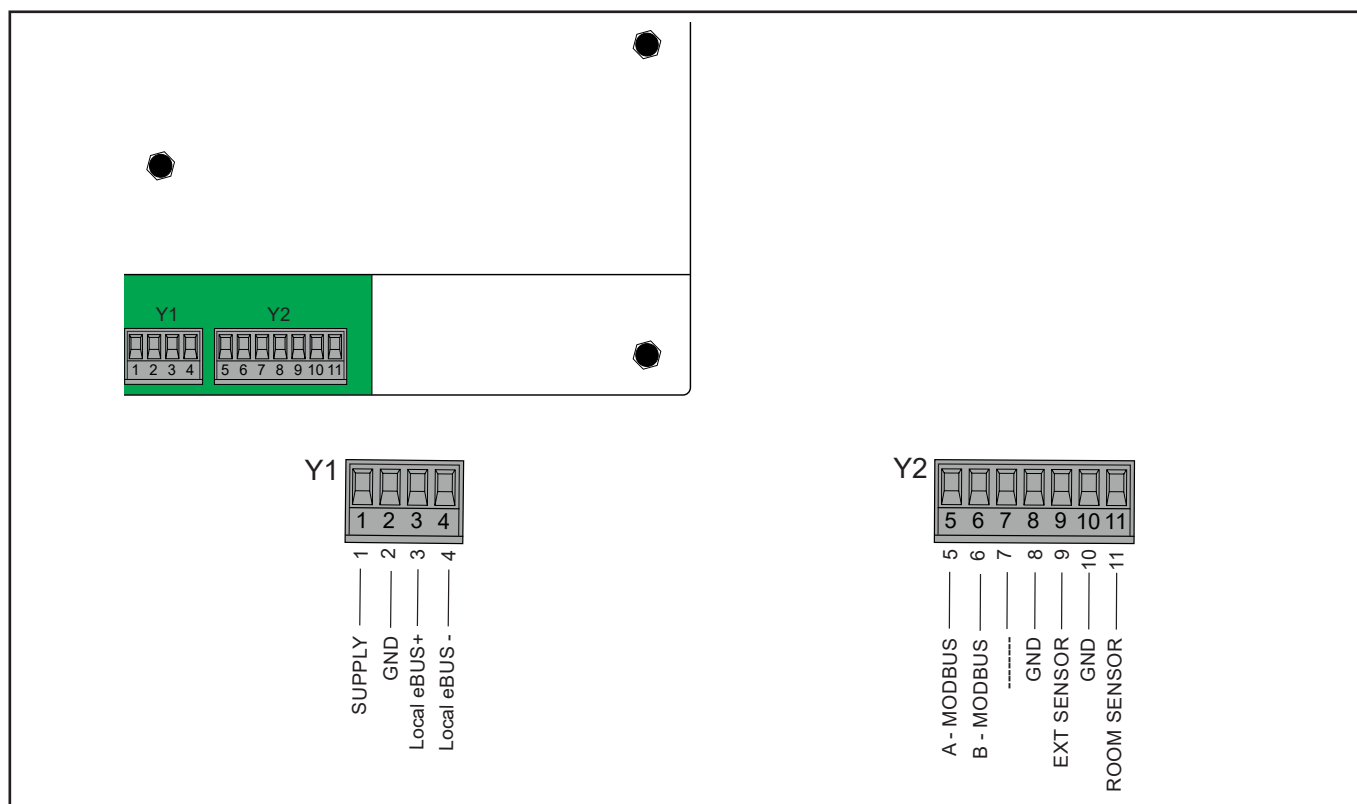 Y1 Y2
1 2 3 4 5 6 7 8 9 10 11
Y1
1 2 3 4
1 2 3 4
SUPPLY
GND
Local eBUS+
Local eBUS -
Y2
5 6 7 8 9 10 11
5 6 7 8 9 10 11
A - MODBUS
B - MODBUS
---------
GND
EXT SENSOR
GND
ROOM SENSOR